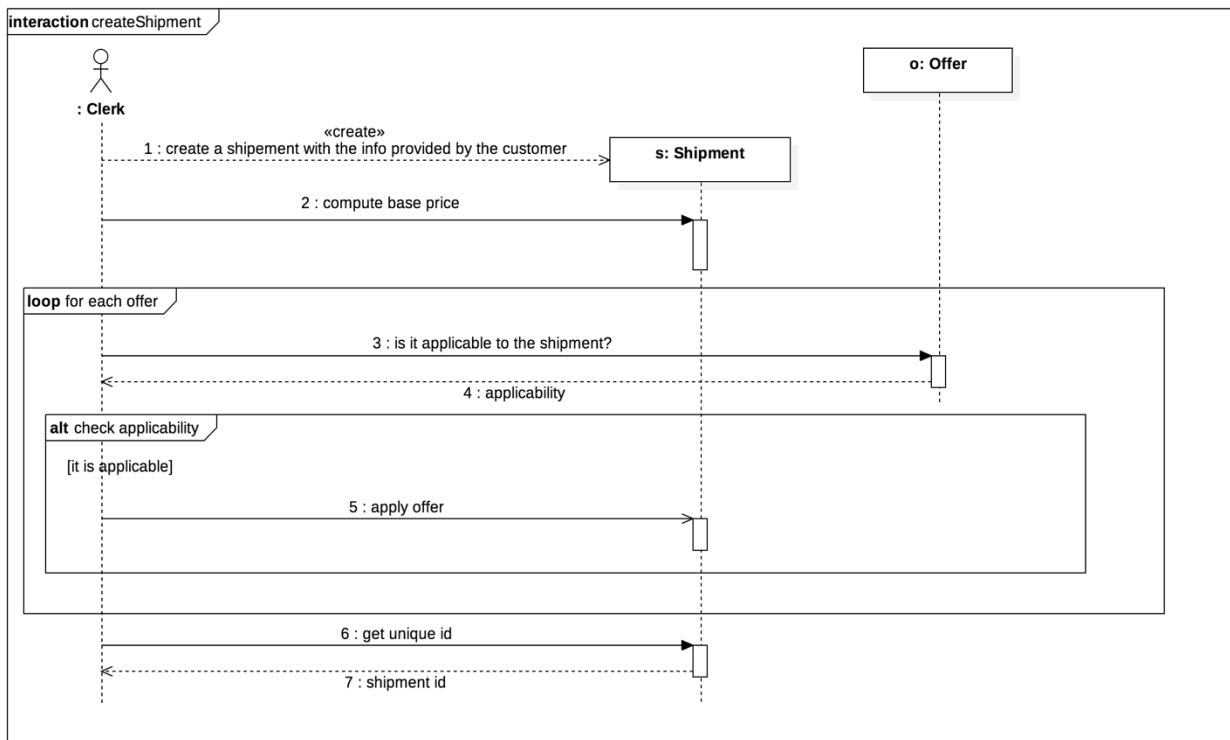 interaction createShipment
o: Offer
: Clerk
«create»
1 : create a shipement with the info provided by the customer
s: Shipment
2 : compute base price
loop for each offer
3 : is it applicable to the shipment?
4 : applicability
alt check applicability
[it is applicable]
5 : apply offer
6 : get unique id
7 : shipment id